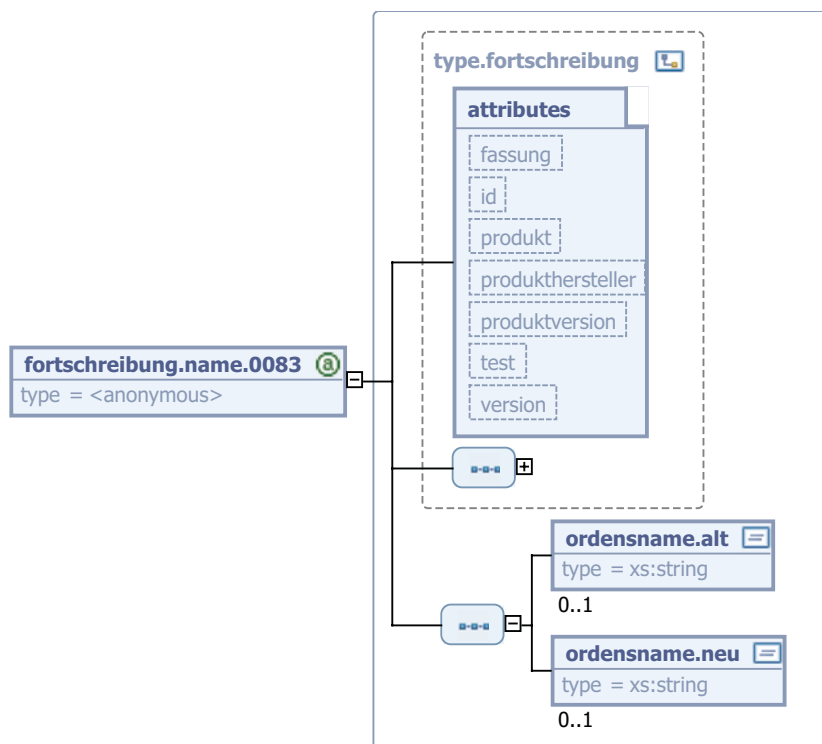 type.fortschreibung
attributes
fassung
id
produkt
produkthersteller
produktversion
test
version
fortschreibung.name.0083 @
type = <anonymous>
ordensname.alt
type = xs:string
0..1
ordensname.neu
type = xs:string
0..1